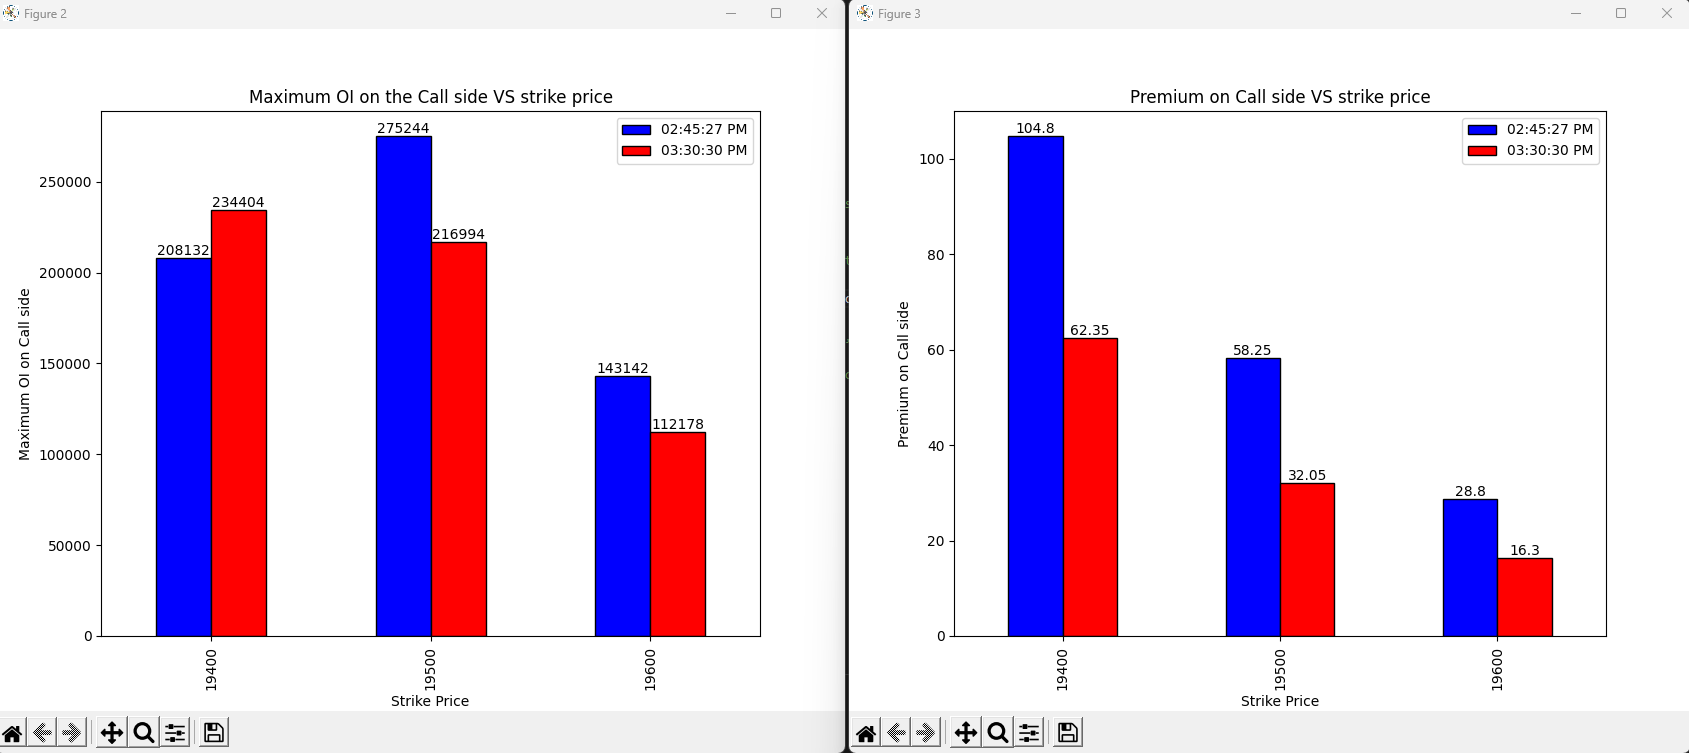 Figure 2
Maximum OI on the Call side VS strike price
02:45:27 PM
03:30:30 PM
275244
234404
216994
208132
143142
112178
250000
200000
150000
100000
50000
0
Maximum OI on Call side
19400
19500
19600
Strike Price
Figure 3
Premium on Call side VS strike price
02:45:27 PM
03:30:30 PM
104.8
62.35
58.25
32.05
28.8
16.3
100
80
60
40
20
0
Premium on Call side
19400
19500
19600
Strike Price